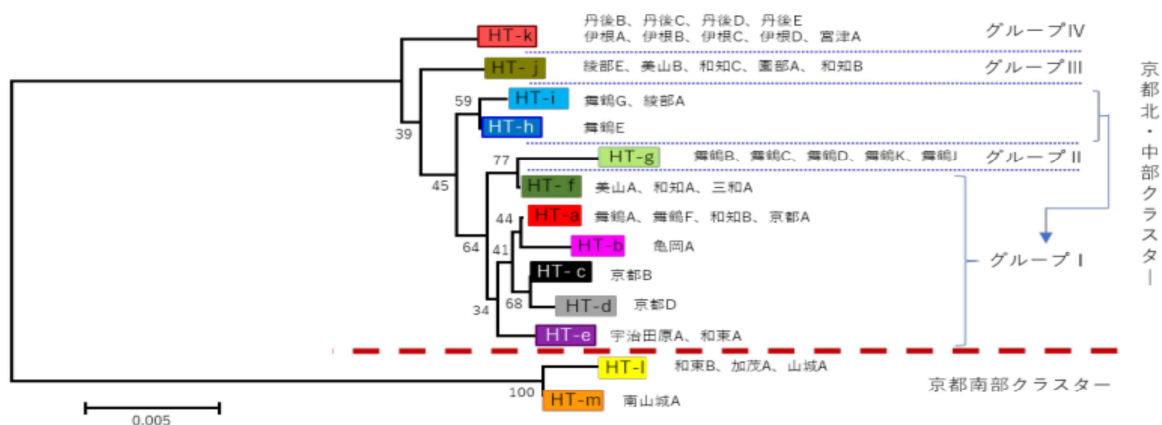 HT-k
丹後B、丹後C、丹後D、丹後E
伊根A、伊根B、伊根C、伊根D、宮津A
グループⅣ
HT- j
綾部E、美山B、和知C、園部A、 和知B
グループⅢ
59
HT-i
舞鶴G、綾部A
39
HT-h
舞鶴E
京都北・中部クラスター
77
HT-g
舞鶴B、舞鶴C、舞鶴D、舞鶴K、舞鶴J
グループⅡ
45
HT- f
美山A、和知A、三和A
44
HT-a
舞鶴A、舞鶴F、和知B、京都A
64
41
HT-b
亀岡A
グループⅠ
HT- c
京都B
34
68
HT-d
京都D
HT-e
宇治田原A、和束A
HT-l
和束B、加茂A、山城A
京都南部クラスター
100
HT-m
南山城A
0.005